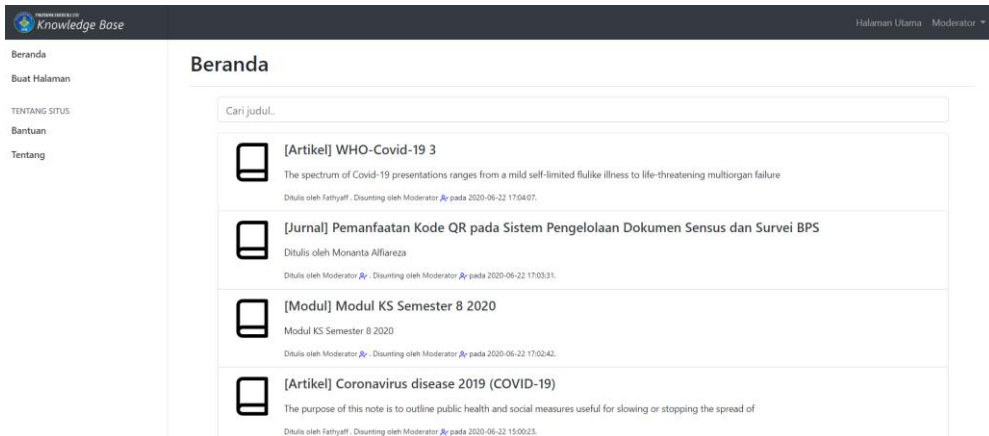 Knowledge Base
Halaman Utama Moderator
Beranda
Buat Halaman
TENTANG SITUS
Bantuan
Tentang
Beranda
Cari judul..
[Artikel] WHO-Covid-19 3
The spectrum of Covid-19 presentations ranges from a mild self-limited flulike illness to life-threatening multiorgan failure
Ditulis oleh Fathyaff . Disunting oleh Moderator pada 2020-06-22 17:04:07.
[Jurnal] Pemanfaatan Kode QR pada Sistem Pengelolaan Dokumen Sensus dan Survei BPS
Ditulis oleh Monanta Alfiareza
Ditulis oleh Moderator . Disunting oleh Moderator pada 2020-06-22 17:03:31.
[Modul] Modul KS Semester 8 2020
Modul KS Semester 8 2020
Ditulis oleh Moderator . Disunting oleh Moderator pada 2020-06-22 17:02:42.
[Artikel] Coronavirus disease 2019 (COVID-19)
The purpose of this note is to outline public health and social measures useful for slowing or stopping the spread of
Ditulis oleh Fathyaff . Disunting oleh Moderator pada 2020-06-22 15:00:23.